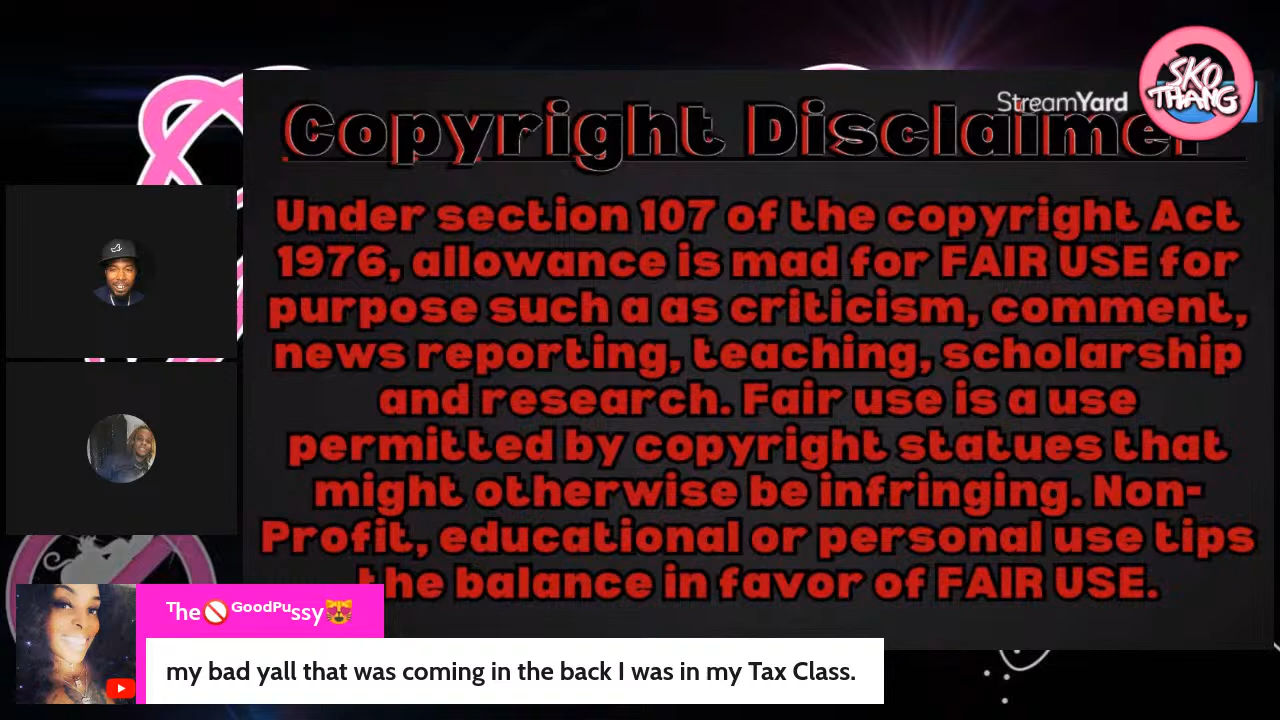 StreamYard
SKO
THANG
Copyright Disclaimer
Under section 107 of the copyright Act
1976, allowance is mad for FAIR USE for
purpose such a as criticism, comment,
news reporting, teaching, scholarship
and research. Fair use is a use
permitted by copyright statues that
might otherwise be infringing. Non-
Profit, educational or personal use tips
the balance in favor of FAIR USE.
ᵀhe🚫ᴳᵒᵒᵈᴾᵘssy😻
my bad yall that was coming in the back I was in my Tax Class.